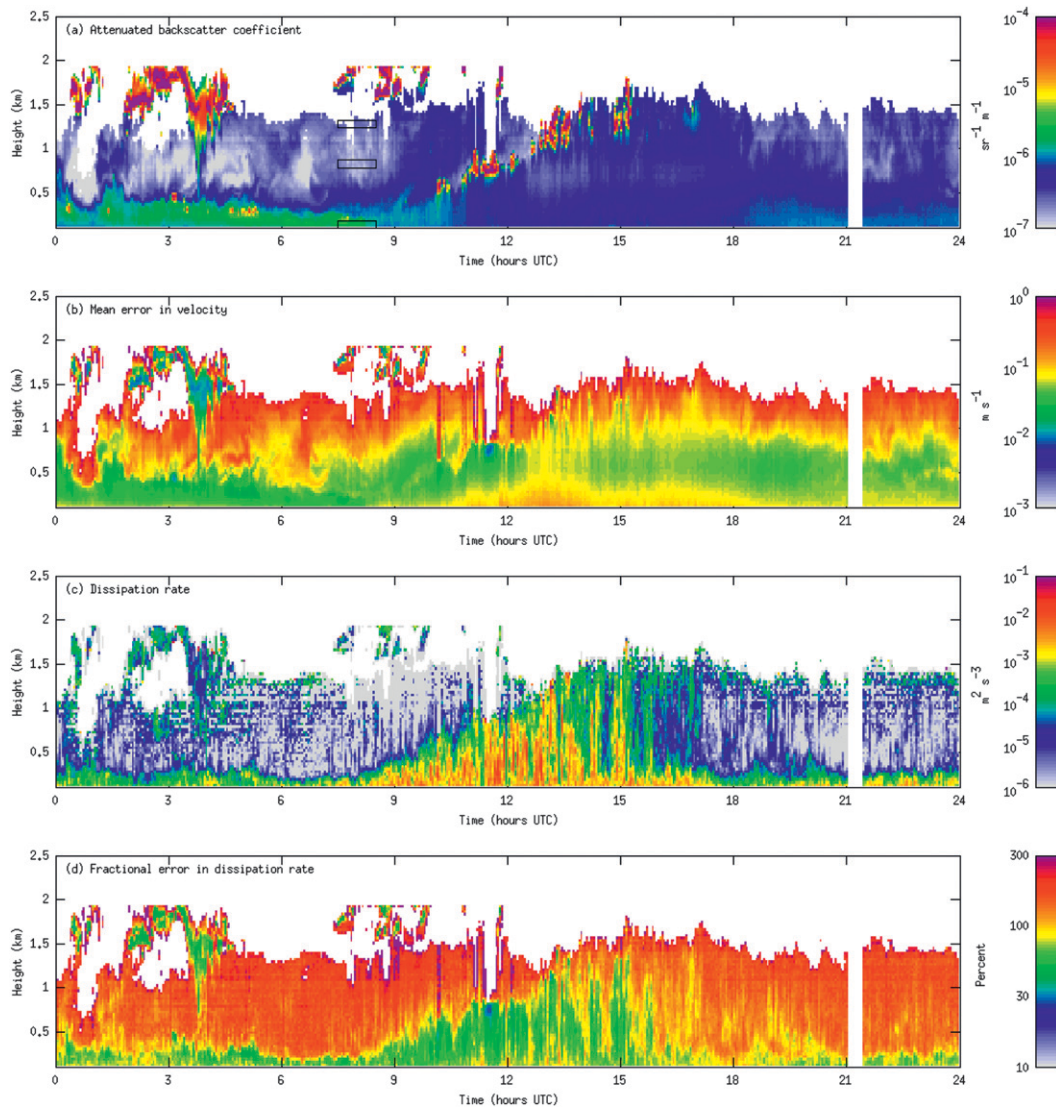 2.5
(a) Attenuated backscatter coefficient
2
1.5
1
0.5
Height (km)
0 3 6 9 12 15 18 21 24
Time (hours UTC)
10^-4
10^-5
10^-6
10^-7
sr^-1 m^-1
2.5
(b) Mean error in velocity
2
1.5
1
0.5
Height (km)
0 3 6 9 12 15 18 21 24
Time (hours UTC)
10^0
10^-1
10^-2
10^-3
m s^-1
2.5
(c) Dissipation rate
2
1.5
1
0.5
Height (km)
0 3 6 9 12 15 18 21 24
Time (hours UTC)
10^-1
10^-2
10^-3
10^-4
10^-5
10^-6
m^2 s^-3
2.5
(d) Fractional error in dissipation rate
2
1.5
1
0.5
Height (km)
0 3 6 9 12 15 18 21 24
Time (hours UTC)
300
100
30
10
Percent